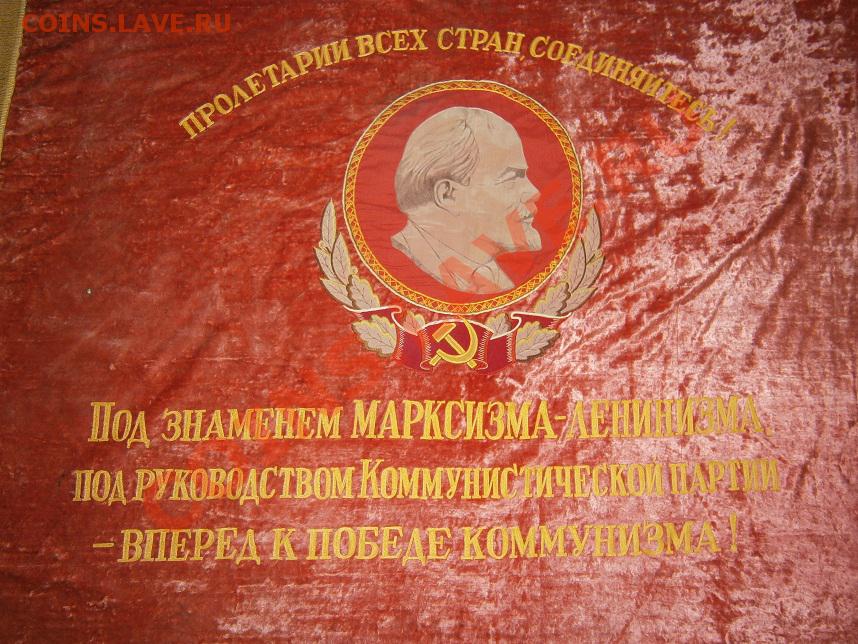 COINS.LAVE.RU
ПРОЛЕТАРИИ ВСЕХ СТРАН, СОЕДИНЯЙТЕСЬ!
ПОД ЗНАМЕНЕМ МАРКСИЗМА-ЛЕНИНИЗМА,
ПОД РУКОВОДСТВОМ КОММУНИСТИЧЕСКОЙ ПАРТИИ
– ВПЕРЕД К ПОБЕДЕ КОММУНИЗМА!